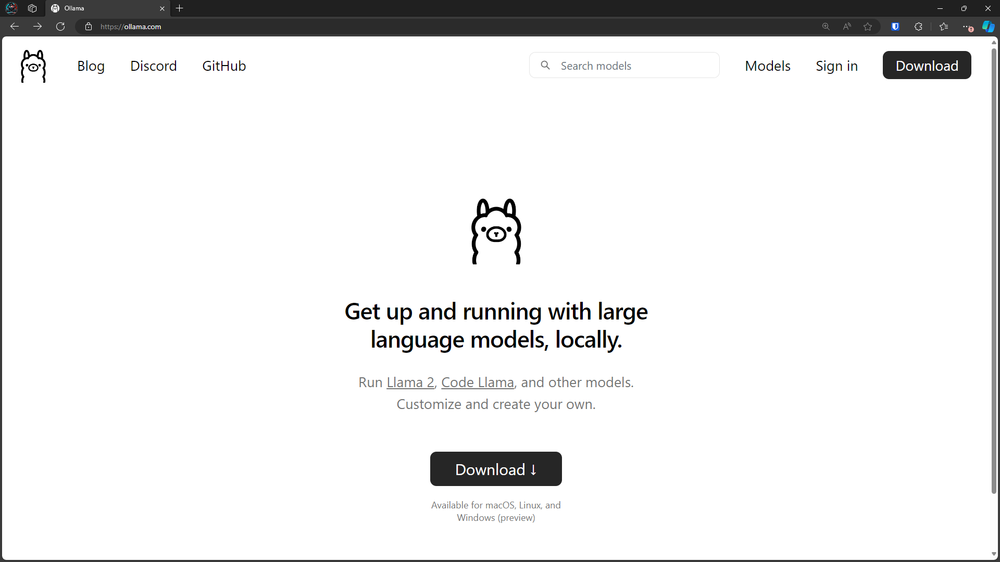 Ollama
https://ollama.com
1
Blog
Discord
GitHub
Search models
Models
Sign in
Download
Get up and running with large
language models, locally.
Run Llama 2, Code Llama, and other models.
Customize and create your own.
Download ↓
Available for macOS, Linux, and
Windows (preview)